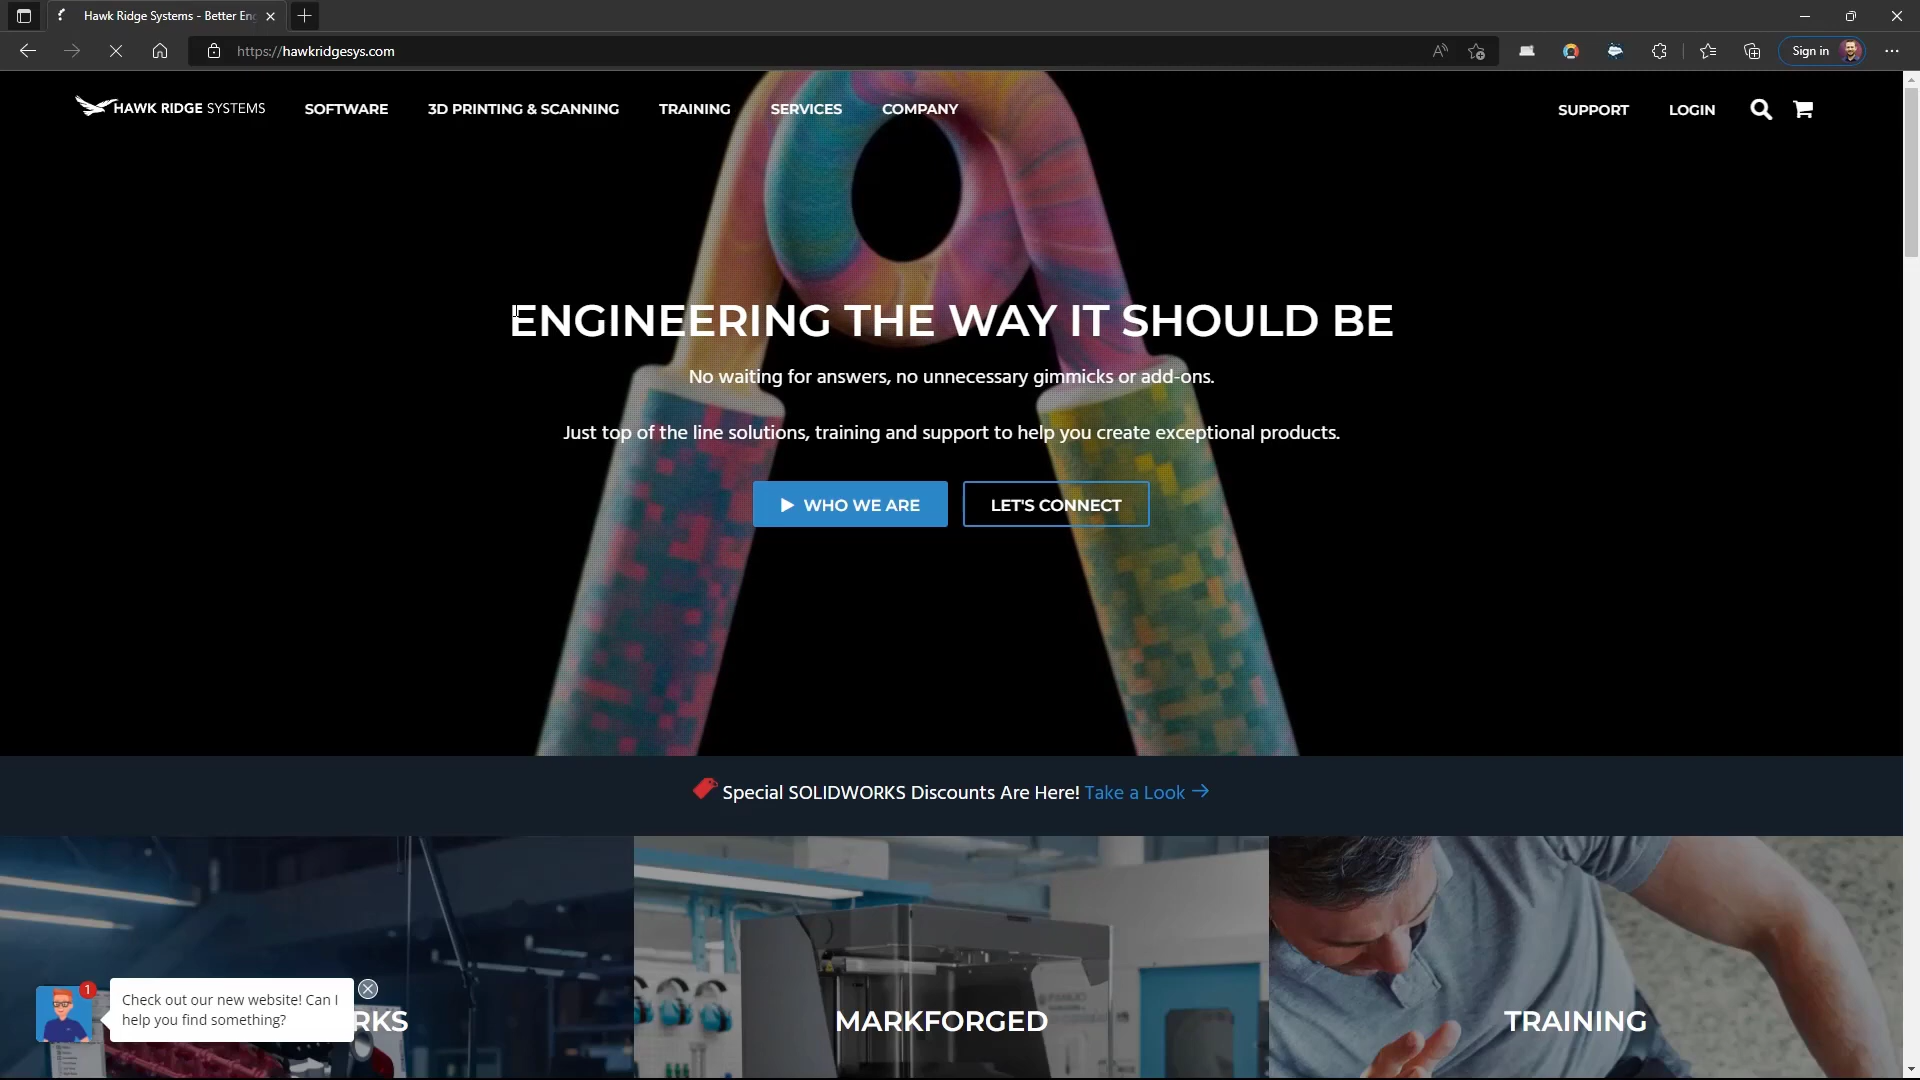 Hawk Ridge Systems - Better En
https://hawkridgesys.com
Sign in
HAWK RIDGE SYSTEMS
SOFTWARE
3D PRINTING & SCANNING
TRAINING
SERVICES
COMPANY
SUPPORT
LOGIN
ENGINEERING THE WAY IT SHOULD BE
No waiting for answers, no unnecessary gimmicks or add-ons.
Just top of the line solutions, training and support to help you create exceptional products.
WHO WE ARE
LET'S CONNECT
Special SOLIDWORKS Discounts Are Here! Take a Look →
1
Check out our new website! Can I
help you find something?
RKS
MARKFORGED
TRAINING